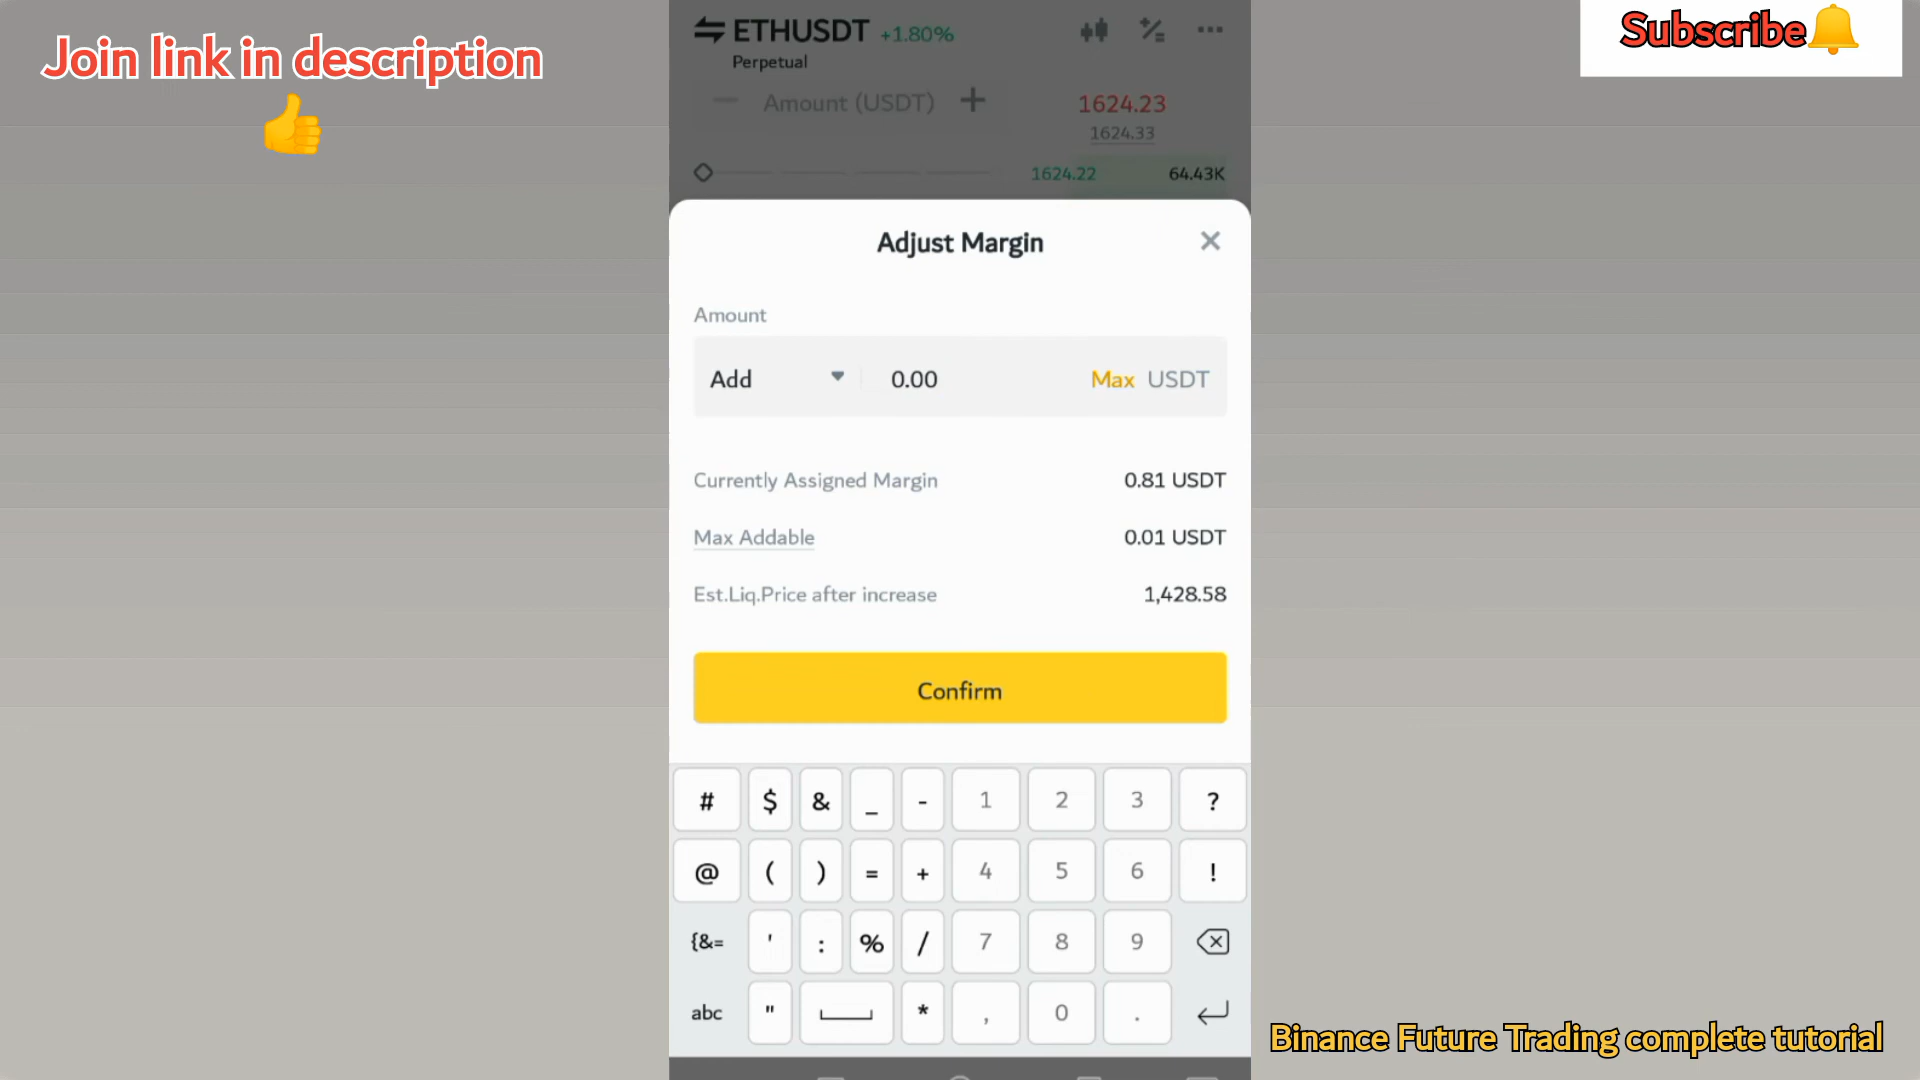 Join link in description
Subscribe
ETHUSDT +1.80%
Perpetual
Amount (USDT)
1624.23
1624.33
1624.22 64.43K
Adjust Margin
Amount
Add 0.00 Max USDT
Currently Assigned Margin 0.81 USDT
Max Addable 0.01 USDT
Est.Liq.Price after increase 1,428.58
Confirm
# $ & _ - 1 2 3 ?
@ ( ) = + 4 5 6 !
{&= ' : % / 7 8 9
abc " * , 0 .
Binance Future Trading complete tutorial